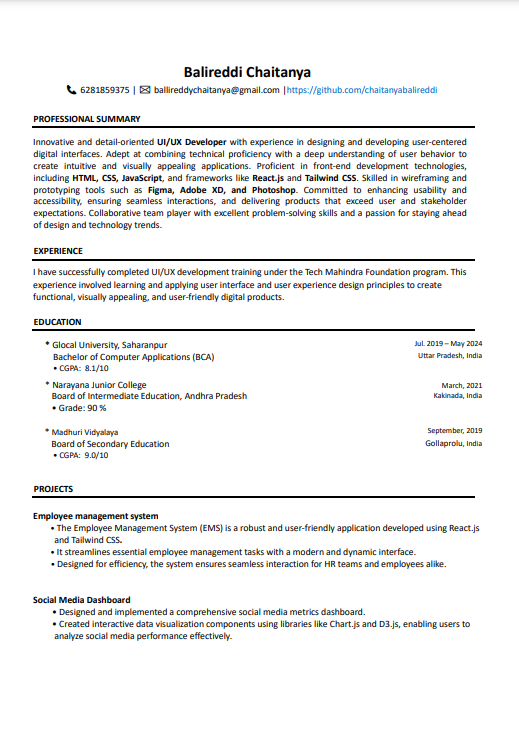 Balireddi Chaitanya
6281859375 | ballireddychaitanya@gmail.com |https://github.com/chaitanyabalireddi
PROFESSIONAL SUMMARY
Innovative and detail-oriented UI/UX Developer with experience in designing and developing user-centered
digital interfaces. Adept at combining technical proficiency with a deep understanding of user behavior to
create intuitive and visually appealing applications. Proficient in front-end development technologies,
including HTML, CSS, JavaScript, and frameworks like React.js and Tailwind CSS. Skilled in wireframing and
prototyping tools such as Figma, Adobe XD, and Photoshop. Committed to enhancing usability and
accessibility, ensuring seamless interactions, and delivering products that exceed user and stakeholder
expectations. Collaborative team player with excellent problem-solving skills and a passion for staying ahead
of design and technology trends.
EXPERIENCE
I have successfully completed UI/UX development training under the Tech Mahindra Foundation program. This
experience involved learning and applying user interface and user experience design principles to create
functional, visually appealing, and user-friendly digital products.
EDUCATION
* Glocal University, Saharanpur Jul. 2019 – May 2024
Bachelor of Computer Applications (BCA) Uttar Pradesh, India
• CGPA: 8.1/10
* Narayana Junior College March, 2021
Board of Intermediate Education, Andhra Pradesh Kakinada, India
• Grade: 90 %
* Madhuri Vidyalaya September, 2019
Board of Secondary Education Gollaprolu, India
• CGPA: 9.0/10
PROJECTS
Employee management system
• The Employee Management System (EMS) is a robust and user-friendly application developed using React.js
and Tailwind CSS.
• It streamlines essential employee management tasks with a modern and dynamic interface.
• Designed for efficiency, the system ensures seamless interaction for HR teams and employees alike.
Social Media Dashboard
• Designed and implemented a comprehensive social media metrics dashboard.
• Created interactive data visualization components using libraries like Chart.js and D3.js, enabling users to
analyze social media performance effectively.